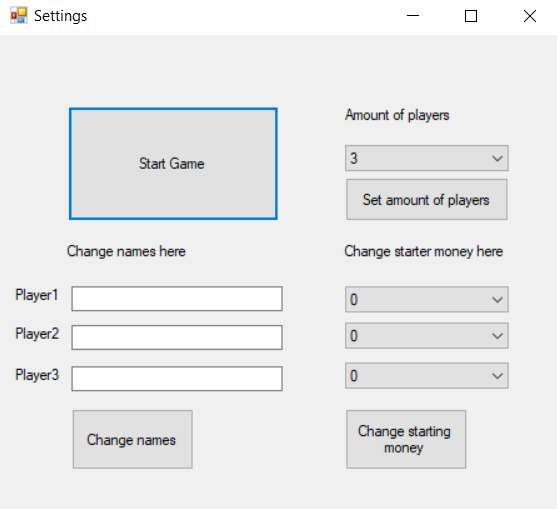 Settings
Amount of players
Start Game
3
Set amount of players
Change names here
Change starter money here
Player1
0
Player2
0
Player3
0
Change names
Change starting
money